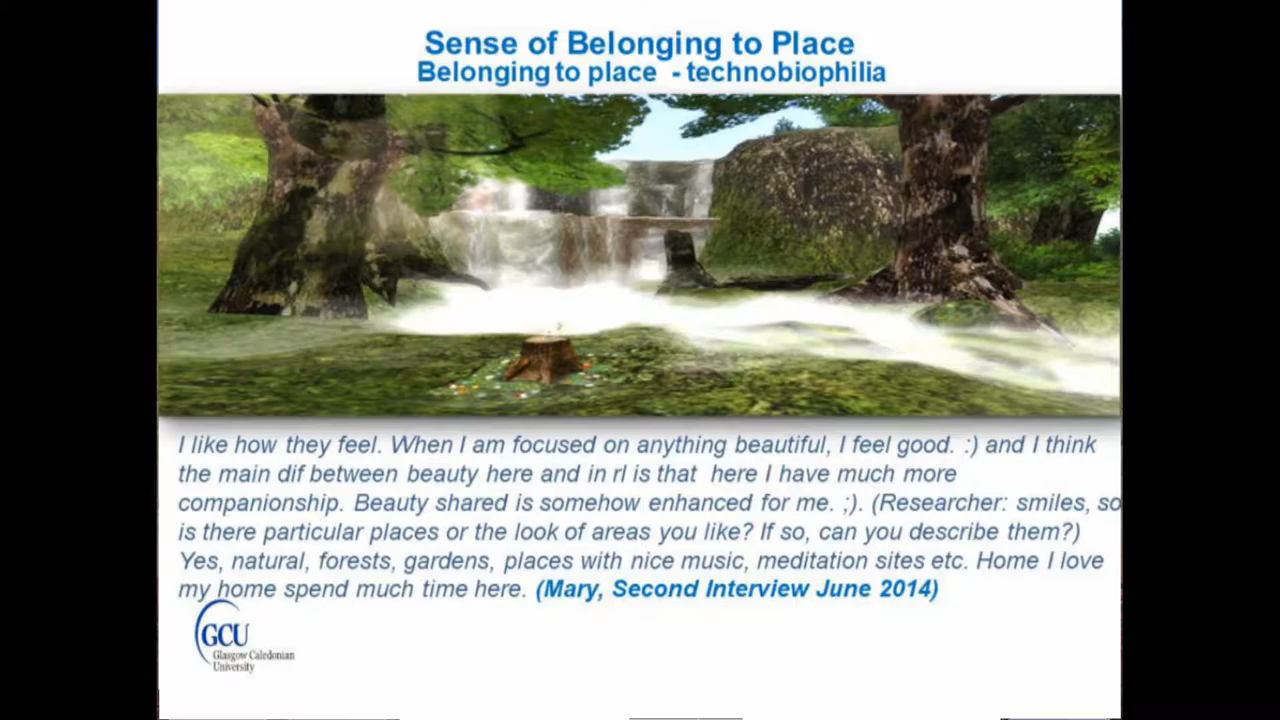 Sense of Belonging to Place
Belonging to place - technobiophilia
I like how they feel. When I am focused on anything beautiful, I feel good. :) and I think
the main dif between beauty here and in rl is that here I have much more
companionship. Beauty shared is somehow enhanced for me. ;). (Researcher: smiles, so
is there particular places or the look of areas you like? If so, can you describe them?)
Yes, natural, forests, gardens, places with nice music, meditation sites etc. Home I love
my home spend much time here. (Mary, Second Interview June 2014)
GCU
Glasgow Caledonian
University